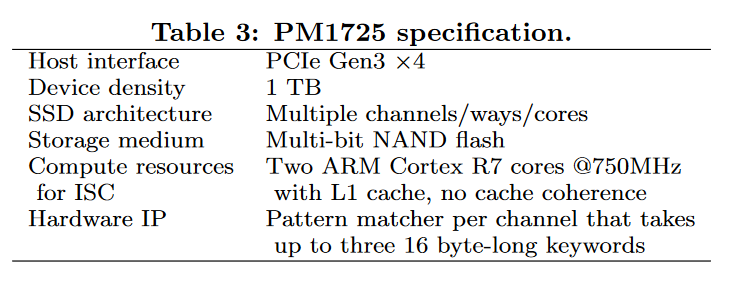 Table 3: PM1725 specification.
Host interface PCIe Gen3 ×4
Device density 1 TB
SSD architecture Multiple channels/ways/cores
Storage medium Multi-bit NAND flash
Compute resources Two ARM Cortex R7 cores @750MHz
for ISC with L1 cache, no cache coherence
Hardware IP Pattern matcher per channel that takes
up to three 16 byte-long keywords